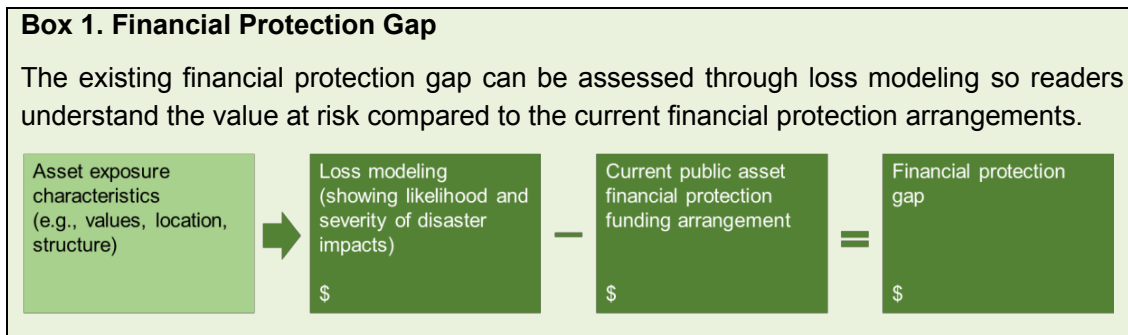 Box 1. Financial Protection Gap
The existing financial protection gap can be assessed through loss modeling so readers
understand the value at risk compared to the current financial protection arrangements.
Asset exposure
characteristics
(e.g., values, location,
structure)
Loss modeling
(showing likelihood and
severity of disaster
impacts)
$
Current public asset
financial protection
funding arrangement
$
Financial protection
gap
$